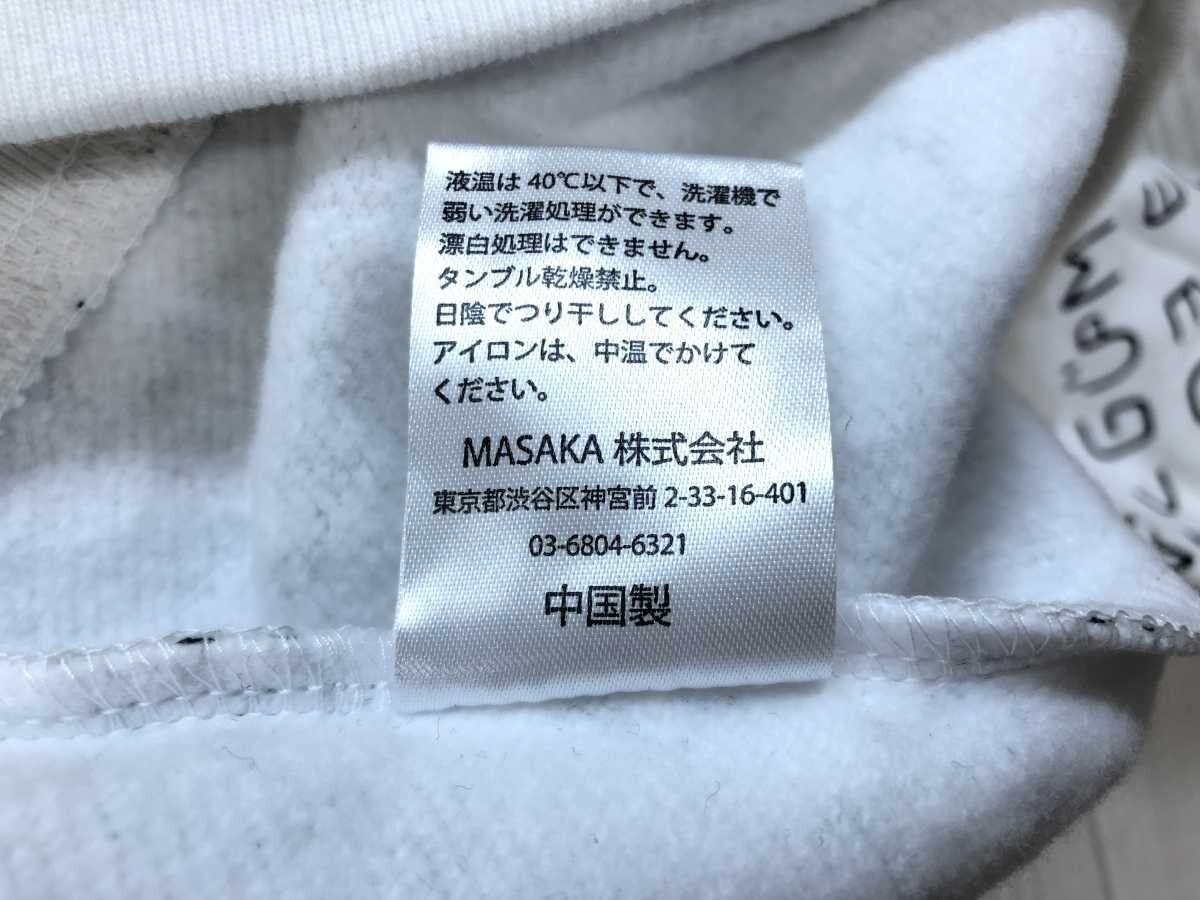 液温は 40℃以下で、洗濯機で
弱い洗濯処理ができます。
漂白処理はできません。
タンブル乾燥禁止。
日陰でつり干ししてください。
アイロンは、中温でかけて
ください。
MASAKA 株式会社
東京都渋谷区神宮前 2-33-16-401
03-6804-6321
中国製